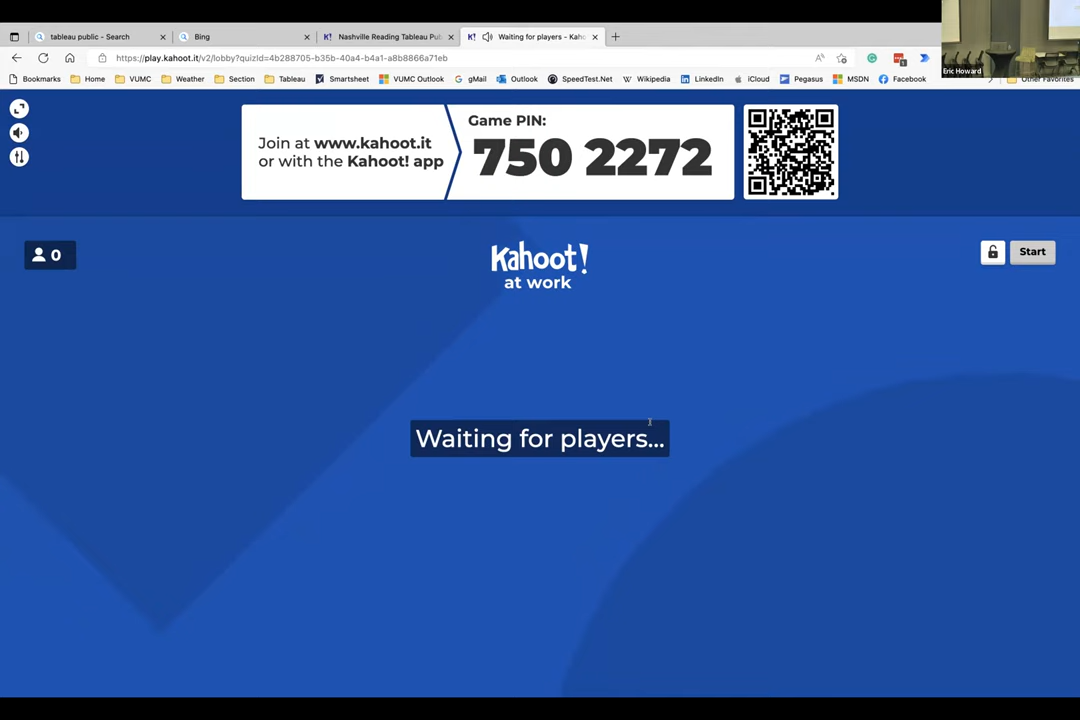 tableau public - Search
Bing
Nashville Reading Tableau Pub
Waiting for players - Kaho
https://play.kahoot.it/v2/lobby?quizId=4b288705-b35b-40a4-b4a1-a8b8866a71eb
Bookmarks Home VUMC Weather Section Tableau Smartsheet VUMC Outlook gMail Outlook SpeedTest.Net Wikipedia LinkedIn iCloud Pegasus MSDN Facebook Other Favorites
Eric Howard
Join at www.kahoot.it
or with the Kahoot! app
Game PIN:
750 2272
0
Kahoot!
at work
Start
Waiting for players...